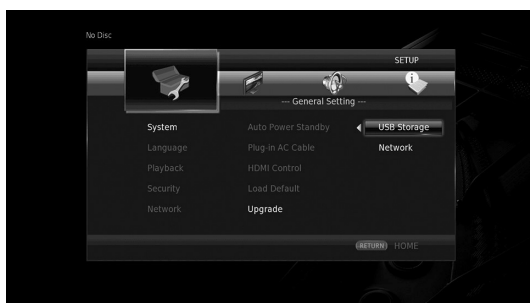 No Disc
SETUP
--- General Setting ---
System Auto Power Standby USB Storage
Language Plug-in AC Cable Network
Playback HDMI Control
Security Load Default
Network Upgrade
RETURN HOME